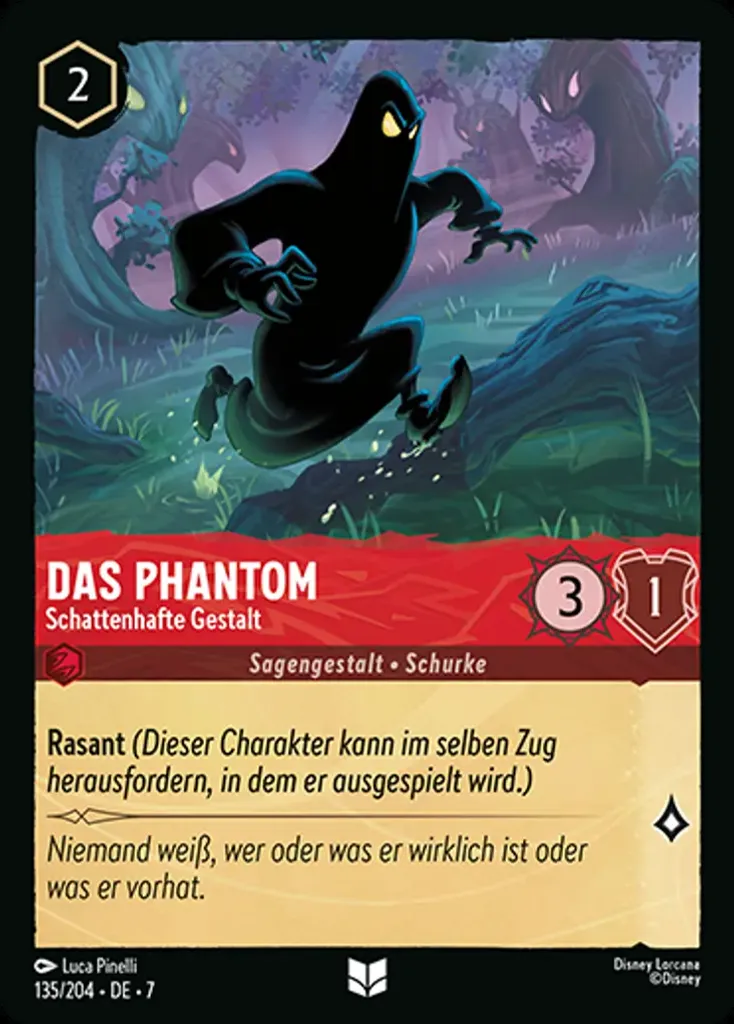 2
DAS PHANTOM
Schattenhafte Gestalt
3
1
Sagengestalt • Schurke
Rasant (Dieser Charakter kann im selben Zug
herausfordern, in dem er ausgespielt wird.)
Niemand weiß, wer oder was er wirklich ist oder
was er vorhat.
Luca Pinelli
135/204 • DE • 7
Disney Lorcana
©Disney